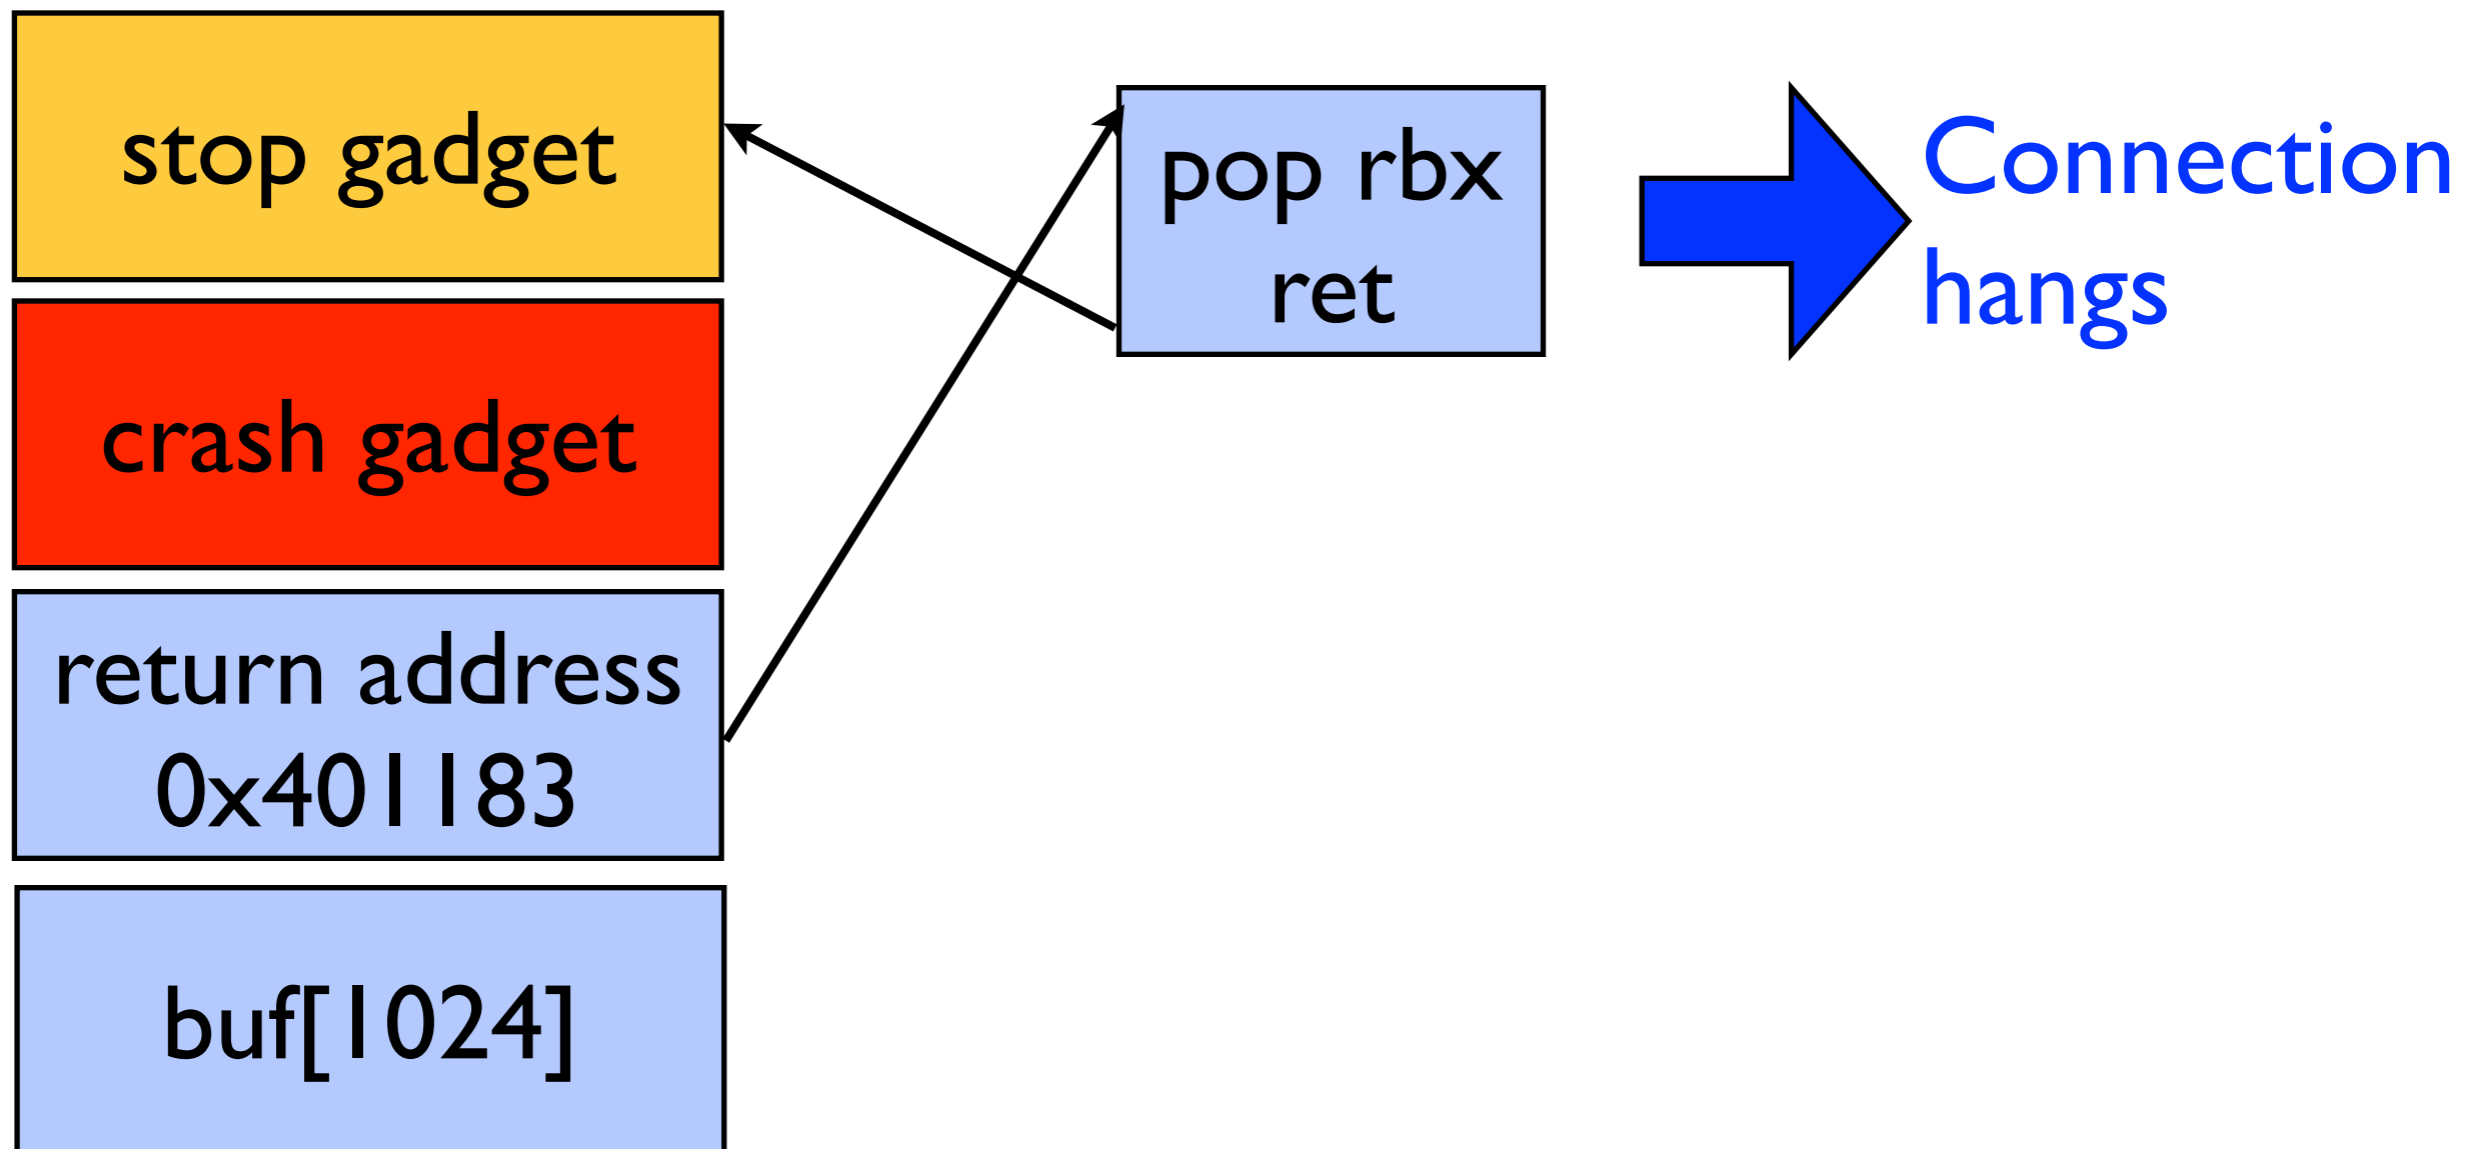 stop gadget
crash gadget
return address
0x401183
buf[1024]
pop rbx
ret
Connection
hangs